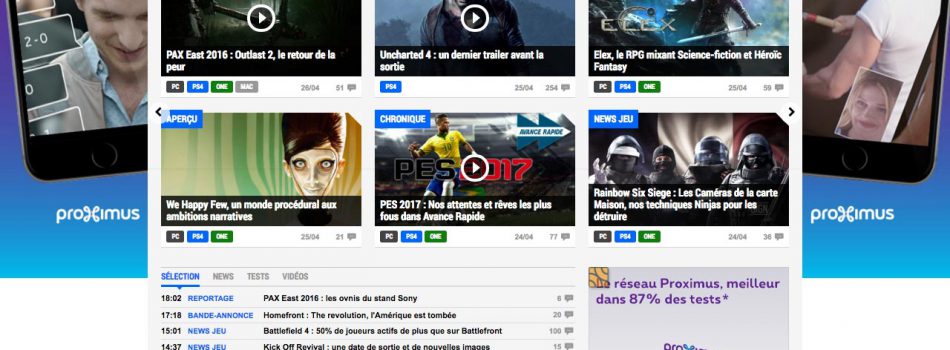 2-0
ELEX
PAX East 2016 : Outlast 2, le retour de la
peur
PC PS4 ONE MAC 26/04 51
Uncharted 4 : un dernier trailer avant la
sortie
PS4 25/04 254
Elex, le RPG mixant Science-fiction et Héroïc
Fantasy
PC PS4 ONE 25/04 59
APERÇU
We Happy Few, un monde procédural aux
ambitions narratives
PC PS4 ONE 25/04 21
CHRONIQUE
AVANCE RAPIDE
PES 2017
PES 2017 : Nos attentes et rêves les plus
fous dans Avance Rapide
PC PS4 ONE 24/04 77
NEWS JEU
Rainbow Six Siege : Les Caméras de la carte
Maison, nos techniques Ninjas pour les
détruire
PC PS4 ONE 24/04 36
proximus
proximus
SÉLECTION NEWS TESTS VIDÉOS
18:02 REPORTAGE PAX East 2016 : les ovnis du stand Sony 6
17:18 BANDE-ANNONCE Homefront : The revolution, l'Amérique est tombée 20
15:01 NEWS JEU Battlefield 4 : 50% de joueurs actifs de plus que sur Battlefront 100
14:37 NEWS JEU Kick Off Revival : une date de sortie et de nouvelles images 15
réseau Proximus, meilleur
dans 87% des tests*